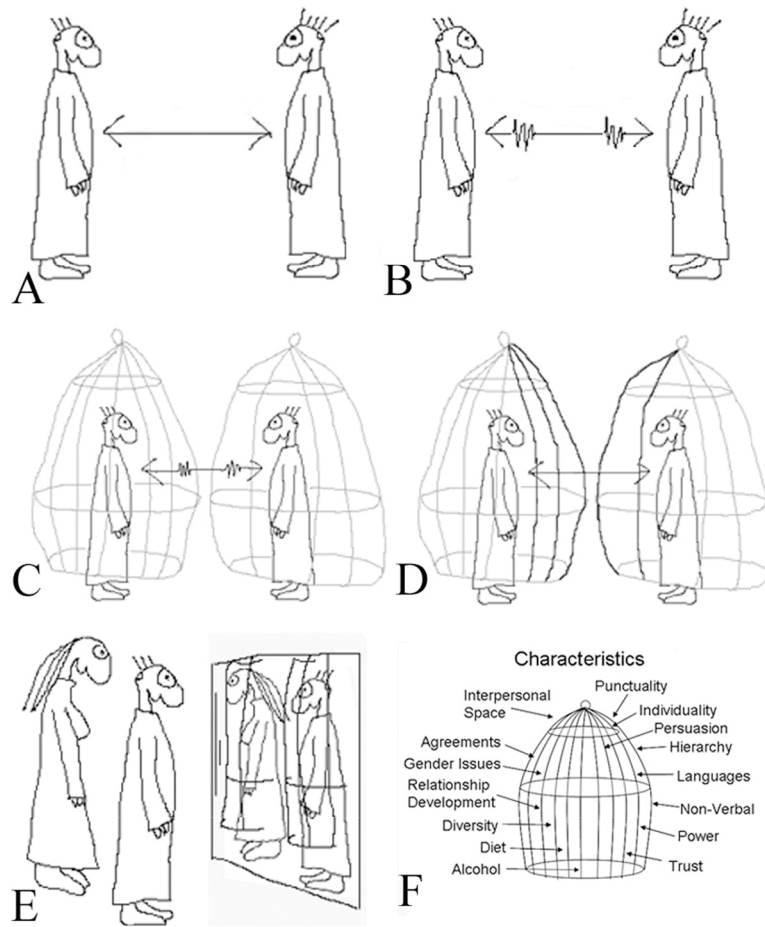 A
B
C
D
E
Characteristics
Interpersonal
Space
Punctuality
Individuality
Persuasion
Agreements
Hierarchy
Gender Issues
Languages
Relationship
Development
Non-Verbal
Diversity
Power
Diet
Trust
Alcohol
F